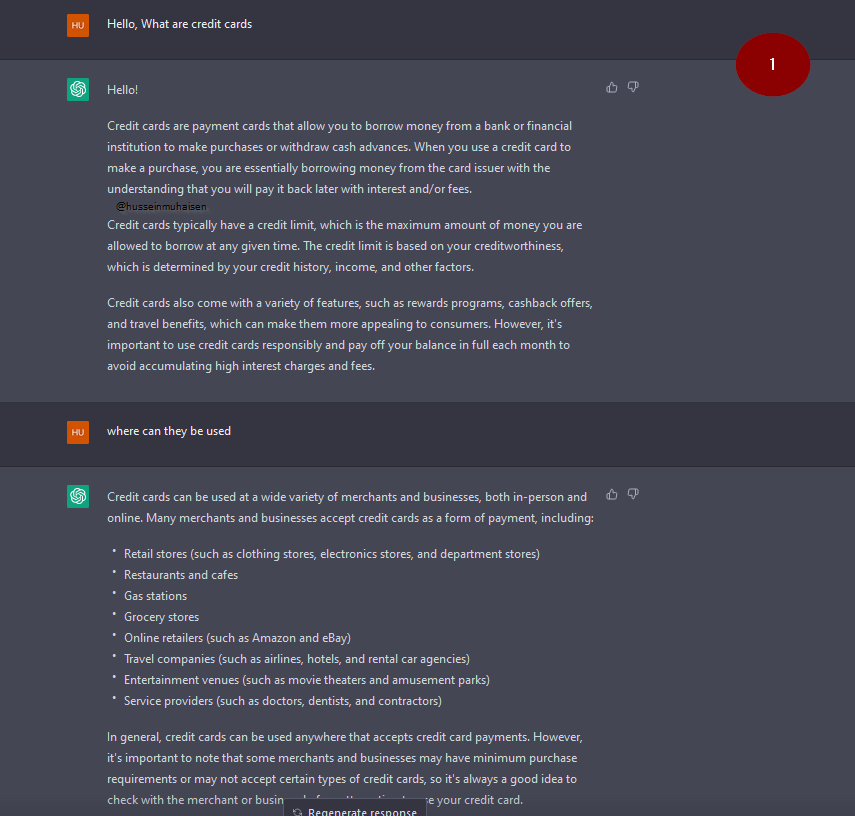 HU
Hello, What are credit cards
1
Hello!
Credit cards are payment cards that allow you to borrow money from a bank or financial
institution to make purchases or withdraw cash advances. When you use a credit card to
make a purchase, you are essentially borrowing money from the card issuer with the
understanding that you will pay it back later with interest and/or fees.
@husseinmuhaisen
Credit cards typically have a credit limit, which is the maximum amount of money you are
allowed to borrow at any given time. The credit limit is based on your creditworthiness,
which is determined by your credit history, income, and other factors.
Credit cards also come with a variety of features, such as rewards programs, cashback offers,
and travel benefits, which can make them more appealing to consumers. However, it's
important to use credit cards responsibly and pay off your balance in full each month to
avoid accumulating high interest charges and fees.
HU
where can they be used
Credit cards can be used at a wide variety of merchants and businesses, both in-person and
online. Many merchants and businesses accept credit cards as a form of payment, including:
• Retail stores (such as clothing stores, electronics stores, and department stores)
• Restaurants and cafes
• Gas stations
• Grocery stores
• Online retailers (such as Amazon and eBay)
• Travel companies (such as airlines, hotels, and rental car agencies)
• Entertainment venues (such as movie theaters and amusement parks)
• Service providers (such as doctors, dentists, and contractors)
In general, credit cards can be used anywhere that accepts credit card payments. However,
it's important to note that some merchants and businesses may have minimum purchase
requirements or may not accept certain types of credit cards, so it's always a good idea to
check with the merchant or your credit card.
Regenerate response